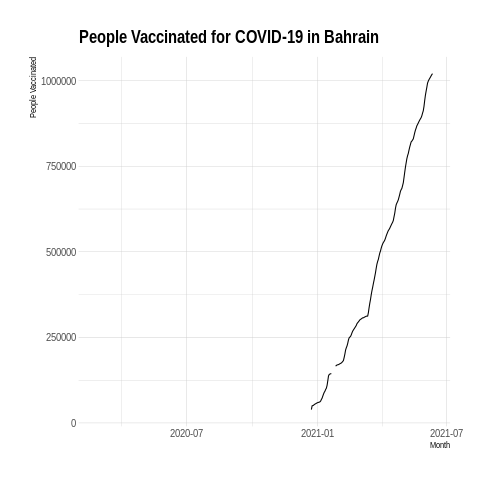 People Vaccinated for COVID-19 in Bahrain
People Vaccinated
1000000
750000
500000
250000
0
2020-07 2021-01 2021-07
Month